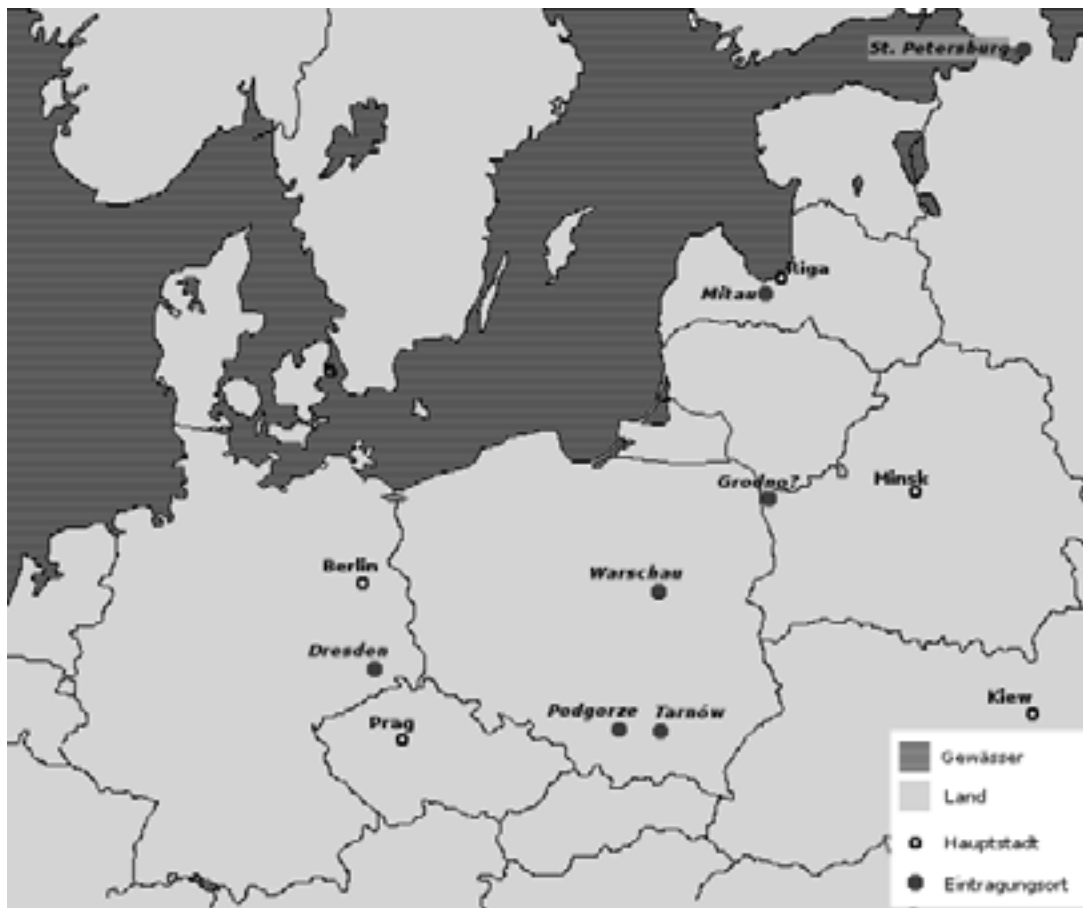 St. Petersburg
Riga
Mitau
Grodno?
Minsk
Berlin
Warschau
Dresden
Podgorze
Tarnów
Prag
Kiew
Gewässer
Land
Hauptstadt
Eintragungsort